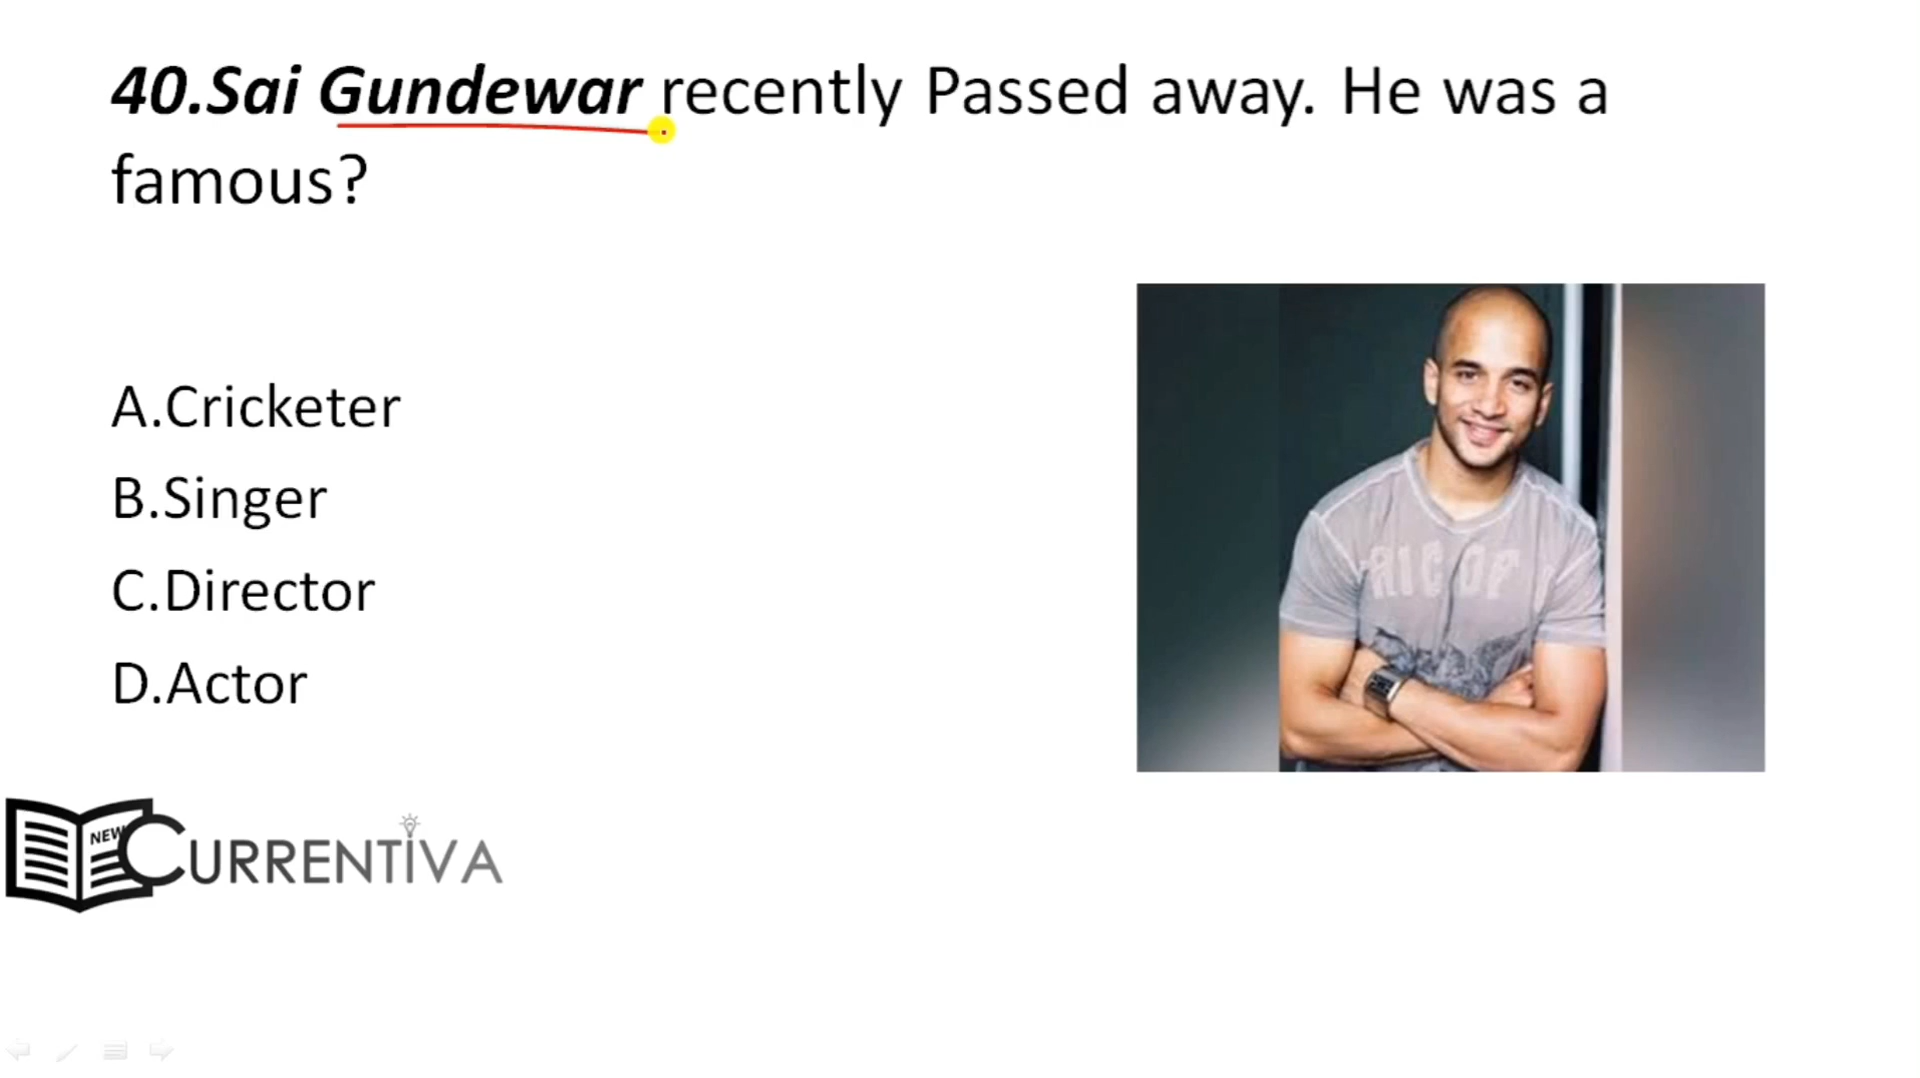 40.Sai Gundewar recently Passed away. He was a
famous?
A.Cricketer
B.Singer
C.Director
D.Actor
NEW
CURRENTIVA